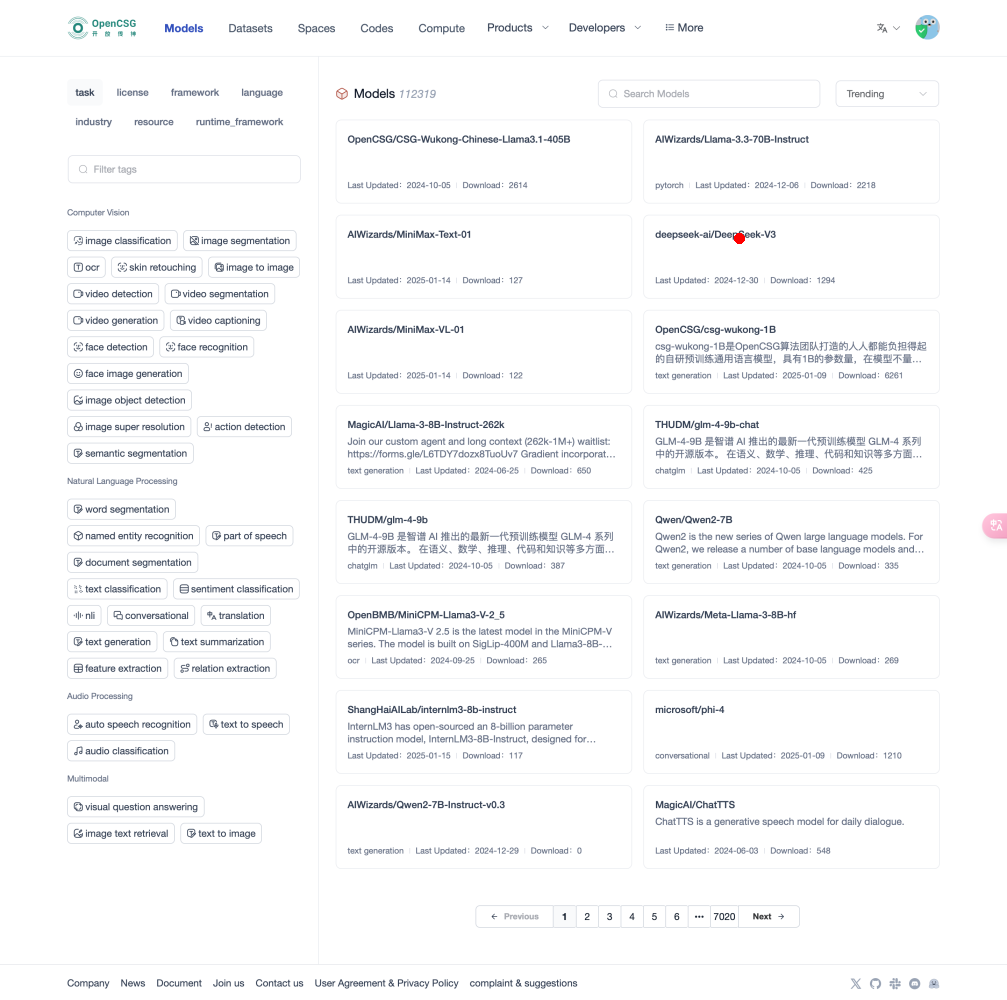 OpenCSG
开放传神
Models
Datasets
Spaces
Codes
Compute
Products
Developers
More
task
license
framework
language
industry
resource
runtime_framework
Filter tags
Computer Vision
image classification
image segmentation
ocr
skin retouching
image to image
video detection
video segmentation
video generation
video captioning
face detection
face recognition
face image generation
image object detection
image super resolution
action detection
semantic segmentation
Natural Language Processing
word segmentation
named entity recognition
part of speech
document segmentation
text classification
sentiment classification
nli
conversational
translation
text generation
text summarization
feature extraction
relation extraction
Audio Processing
auto speech recognition
text to speech
audio classification
Multimodal
visual question answering
image text retrieval
text to image
Models 112319
Search Models
Trending
OpenCSG/CSG-Wukong-Chinese-Llama3.1-405B
Last Updated：2024-10-05 Download：2614
AIWizards/Llama-3.3-70B-Instruct
pytorch Last Updated：2024-12-06 Download：2218
AIWizards/MiniMax-Text-01
Last Updated：2025-01-14 Download：127
deepseek-ai/DeepSeek-V3
Last Updated：2024-12-30 Download：1294
AIWizards/MiniMax-VL-01
Last Updated：2025-01-14 Download：122
OpenCSG/csg-wukong-1B
csg-wukong-1B是OpenCSG算法团队打造的人人都能负担得起
的自研预训练通用语言模型，具有1B的参数量，在模型不量…
text generation Last Updated：2025-01-09 Download：6261
MagicAI/Llama-3-8B-Instruct-262k
Join our custom agent and long context (262k-1M+) waitlist:
https://forms.gle/L6TDY7dozx8TuoUv7 Gradient incorporat…
text generation Last Updated：2024-06-25 Download：650
THUDM/glm-4-9b-chat
GLM-4-9B 是智谱 AI 推出的最新一代预训练模型 GLM-4 系列
中的开源版本。 在语义、数学、推理、代码和知识等多方面…
chatglm Last Updated：2024-10-05 Download：425
THUDM/glm-4-9b
GLM-4-9B 是智谱 AI 推出的最新一代预训练模型 GLM-4 系列
中的开源版本。 在语义、数学、推理、代码和知识等多方面…
chatglm Last Updated：2024-10-05 Download：387
Qwen/Qwen2-7B
Qwen2 is the new series of Qwen large language models. For
Qwen2, we release a number of base language models and…
text generation Last Updated：2024-10-05 Download：335
OpenBMB/MiniCPM-Llama3-V-2_5
MiniCPM-Llama3-V 2.5 is the latest model in the MiniCPM-V
series. The model is built on SigLip-400M and Llama3-8B-…
ocr Last Updated：2024-09-25 Download：265
AIWizards/Meta-Llama-3-8B-hf
text generation Last Updated：2024-10-05 Download：269
ShangHaiAILab/internlm3-8b-instruct
InternLM3 has open-sourced an 8-billion parameter
instruction model, InternLM3-8B-Instruct, designed for…
Last Updated：2025-01-15 Download：117
microsoft/phi-4
conversational Last Updated：2025-01-09 Download：1210
AIWizards/Qwen2-7B-Instruct-v0.3
text generation Last Updated：2024-12-29 Download：0
MagicAI/ChatTTS
ChatTTS is a generative speech model for daily dialogue.
Last Updated：2024-06-03 Download：548
← Previous 1 2 3 4 5 6 ••• 7020 Next →
Company
News
Document
Join us
Contact us
User Agreement & Privacy Policy
complaint & suggestions